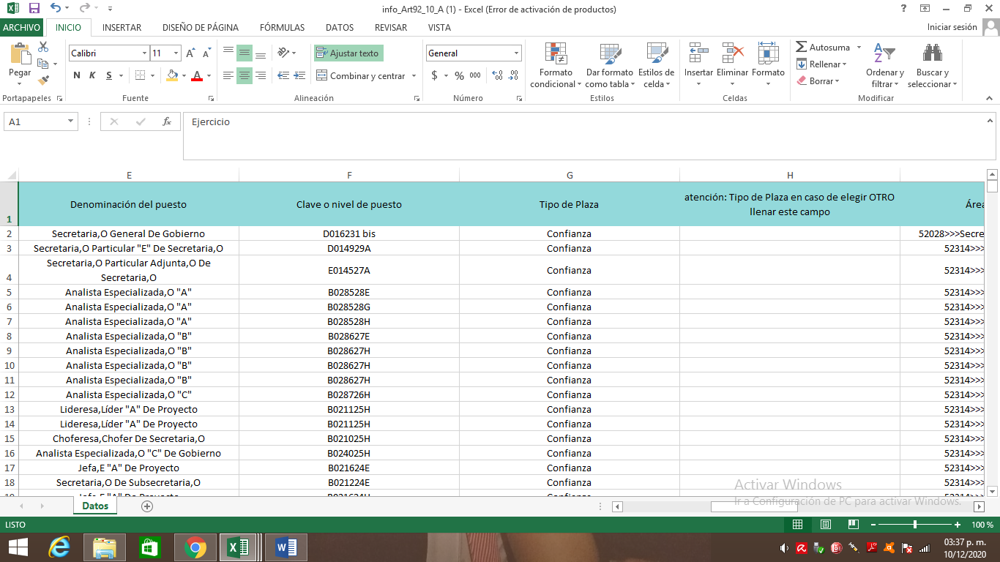 info_Art92_10_A (1) - Excel (Error de activación de productos)
ARCHIVO INICIO INSERTAR DISEÑO DE PÁGINA FÓRMULAS DATOS REVISAR VISTA Iniciar sesión
Pegar
Portapapeles
Calibri 11
N K S
Fuente
Ajustar texto
Combinar y centrar
Alineación
General
$ % 000
Número
Formato condicional
Dar formato como tabla
Estilos de celda
Estilos
Insertar Eliminar Formato
Celdas
Autosuma
Rellenar
Borrar
Ordenar y filtrar
Buscar y seleccionar
Modificar
A1 fx Ejercicio
E F G H
1 Denominación del puesto Clave o nivel de puesto Tipo de Plaza atención: Tipo de Plaza en caso de elegir OTRO llenar este campo Área
2 Secretaria,O General De Gobierno D016231 bis Confianza 52028>>>Secre
3 Secretaria,O Particular "E" De Secretaria,O D014929A Confianza 52314>>>
4 Secretaria,O Particular Adjunta,O De Secretaria,O E014527A Confianza 52314>>>
5 Analista Especializada,O "A" B028528E Confianza 52314>>>
6 Analista Especializada,O "A" B028528G Confianza 52314>>>
7 Analista Especializada,O "A" B028528H Confianza 52314>>>
8 Analista Especializada,O "B" B028627E Confianza 52314>>>
9 Analista Especializada,O "B" B028627H Confianza 52314>>>
10 Analista Especializada,O "B" B028627H Confianza 52314>>>
11 Analista Especializada,O "B" B028627H Confianza 52314>>>
12 Analista Especializada,O "C" B028726H Confianza 52314>>>
13 Lideresa,Líder "A" De Proyecto B021125H Confianza 52314>>>
14 Lideresa,Líder "A" De Proyecto B021125H Confianza 52314>>>
15 Choferesa,Chofer De Secretaria,O B021025H Confianza 52314>>>
16 Analista Especializada,O "C" De Gobierno B024025H Confianza 52314>>>
17 Jefa,E "A" De Proyecto B021624E Confianza 52314>>>
18 Secretaria,O De Subsecretaria,O B021224E Confianza 52314>>>
Activar Windows
Ir a Configuración de PC para activar Windows.
Datos
LISTO 100 %
03:37 p. m.
10/12/2020